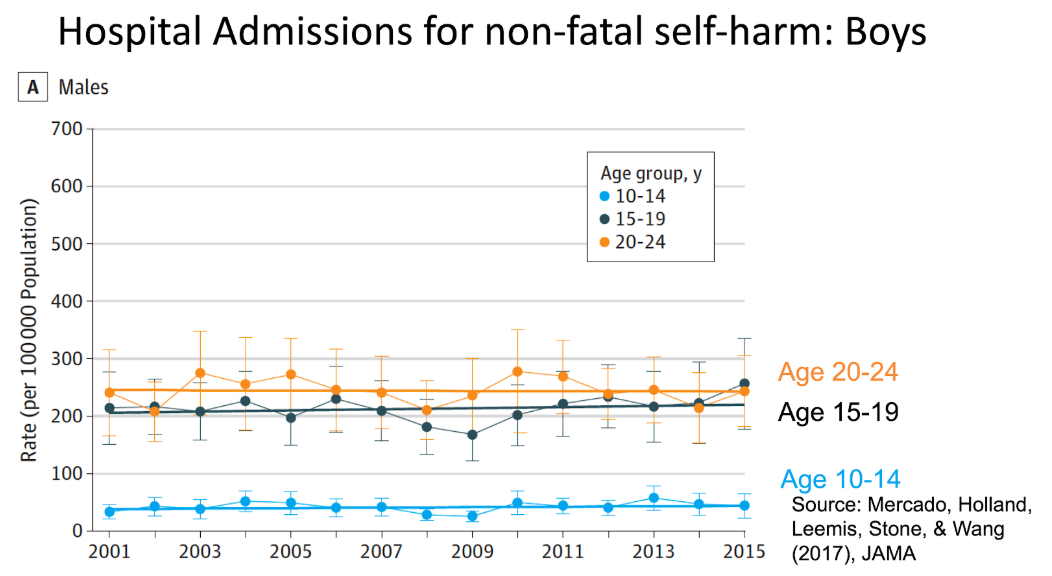 Hospital Admissions for non-fatal self-harm: Boys
A Males
Rate (per 100 000 Population)
700
600
500
400
300
200
100
0
Age group, y
10-14
15-19
20-24
2001 2003 2005 2007 2009 2011 2013 2015
Age 20-24
Age 15-19
Age 10-14
Source: Mercado, Holland,
Leemis, Stone, & Wang
(2017), JAMA